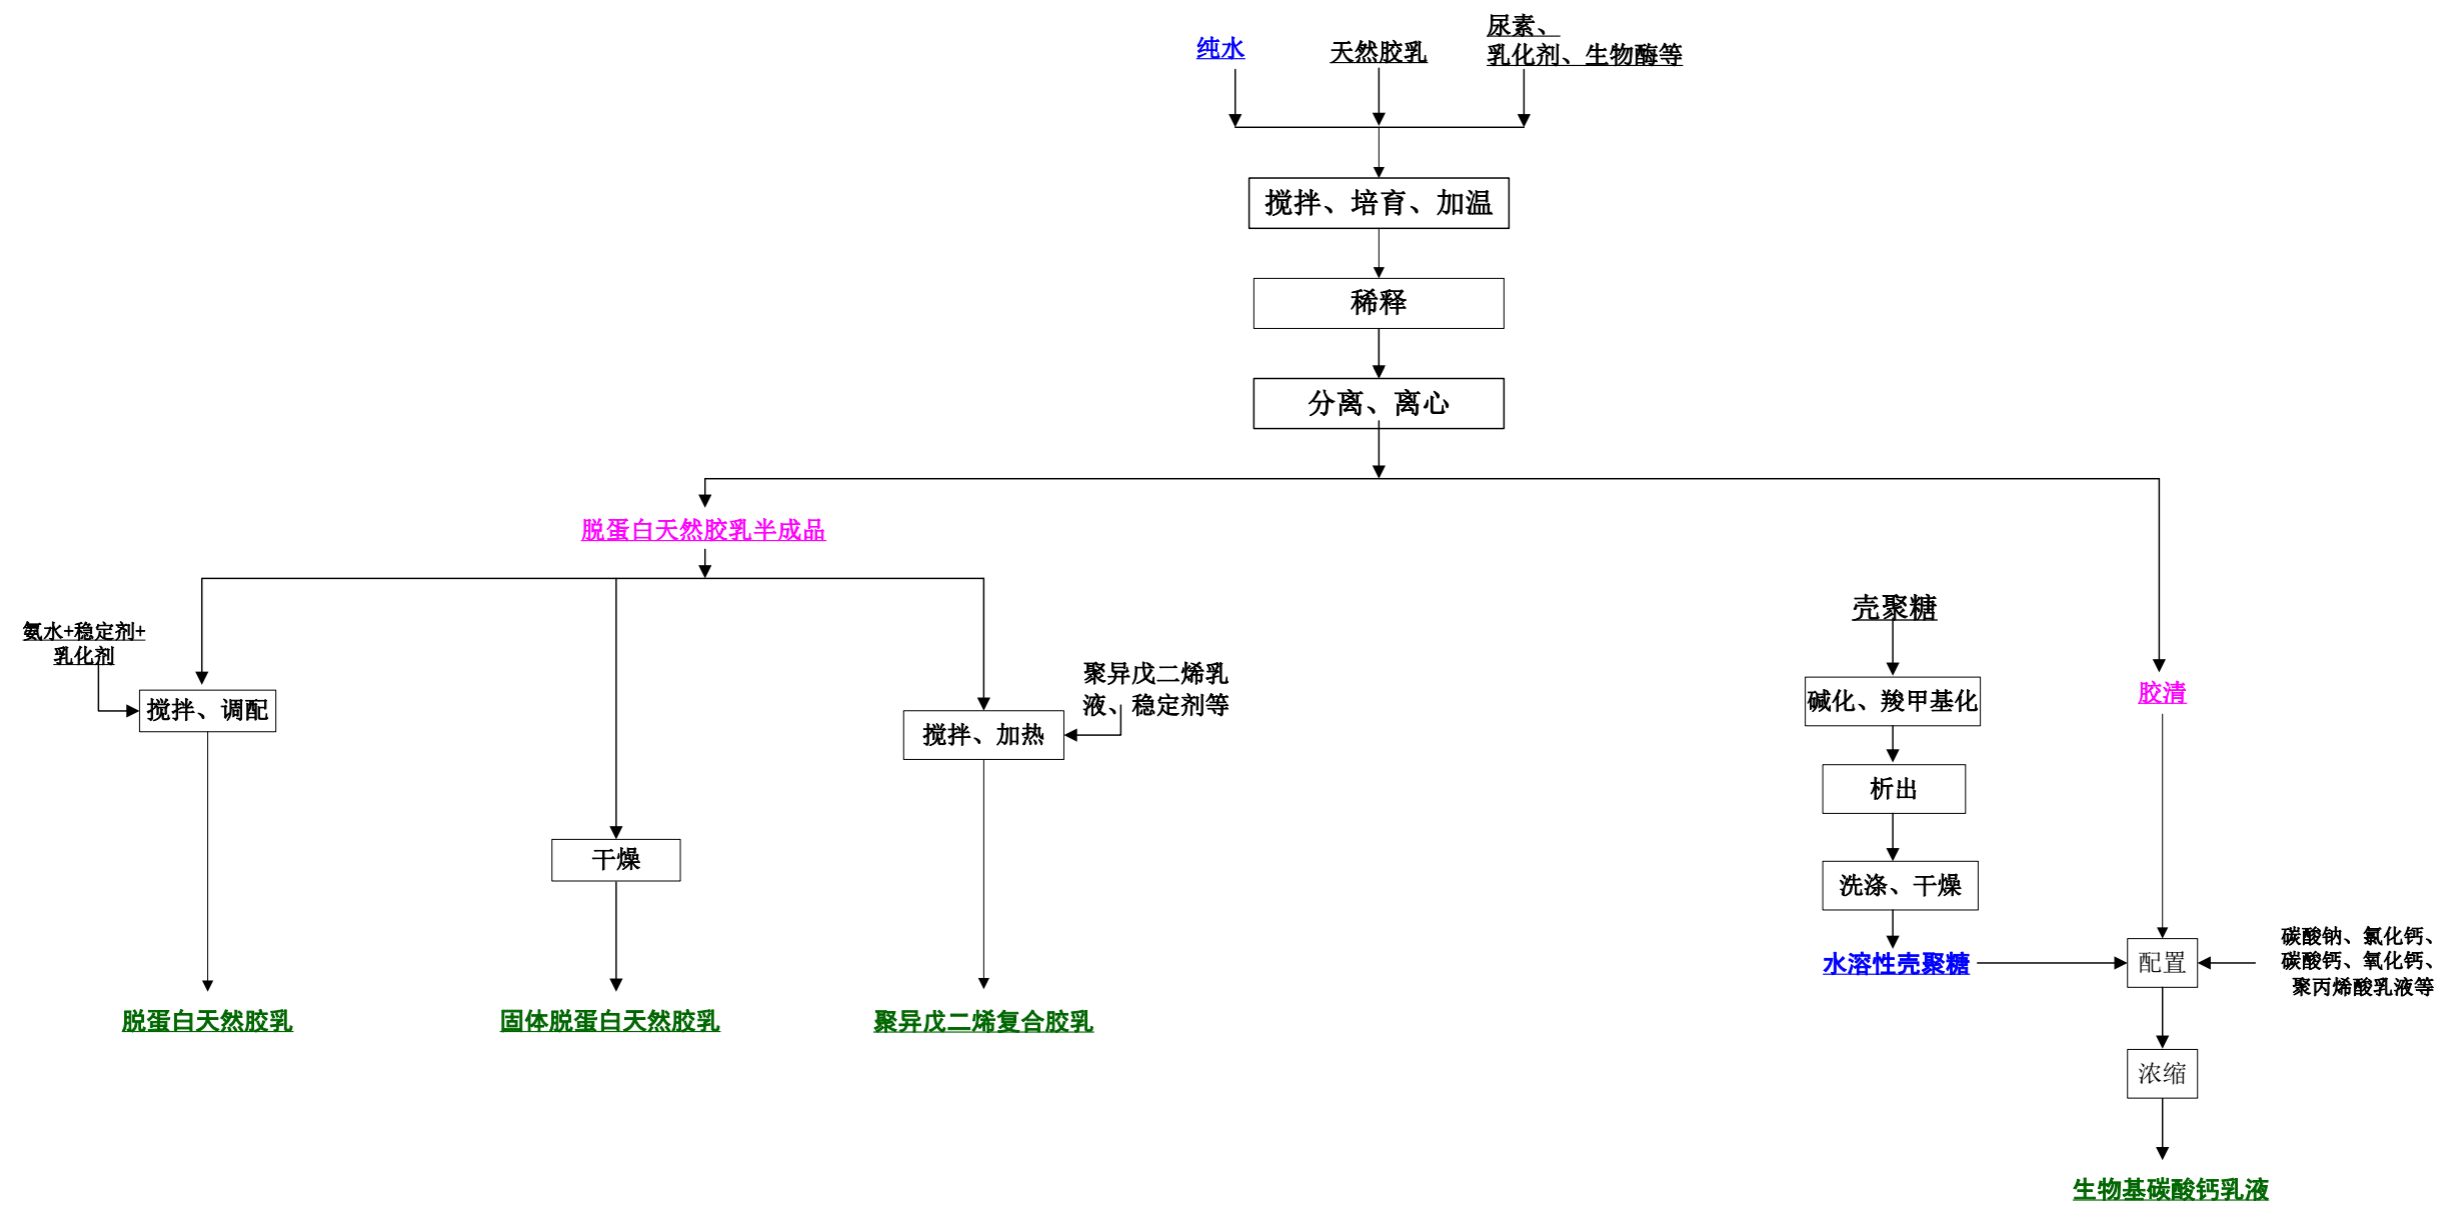 纯水
天然胶乳
尿素、
乳化剂、生物酶等
搅拌、培育、加温
稀释
分离、离心
脱蛋白天然胶乳半成品
氨水+稳定剂+
乳化剂
搅拌、调配
聚异戊二烯乳
液、稳定剂等
搅拌、加热
干燥
脱蛋白天然胶乳
固体脱蛋白天然胶乳
聚异戊二烯复合胶乳
壳聚糖
碱化、羧甲基化
析出
洗涤、干燥
水溶性壳聚糖
胶清
配置
碳酸钠、氯化钙、
碳酸钙、氧化钙、
聚丙烯酸乳液等
浓缩
生物基碳酸钙乳液